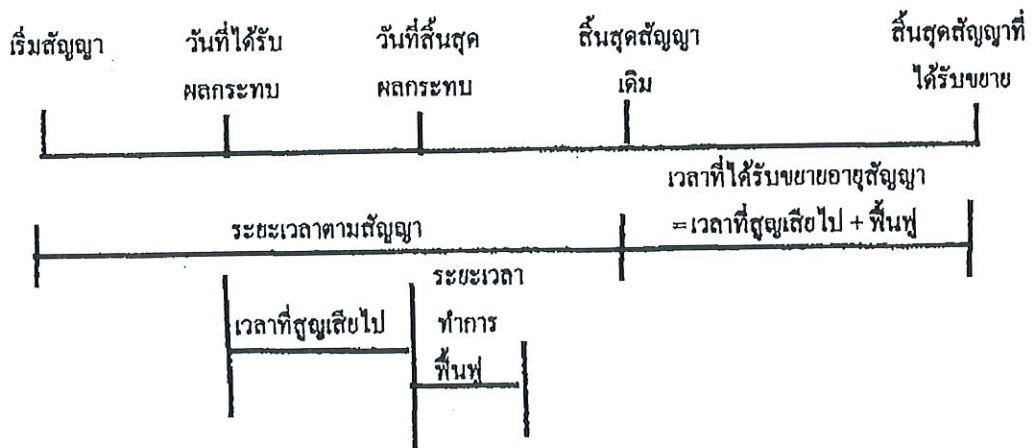 เริ่มสัญญา วันที่ได้รับ วันที่สิ้นสุด สิ้นสุดสัญญา สิ้นสุดสัญญาที่
ผลกระทบ ผลกระทบ เดิม ได้รับขยาย
เวลาที่ได้รับขยายอายุสัญญา
ระยะเวลาตามสัญญา =เวลาที่สูญเสียไป + ฟื้นฟู
ระยะเวลา
เวลาที่สูญเสียไป ทำการ
ฟื้นฟู